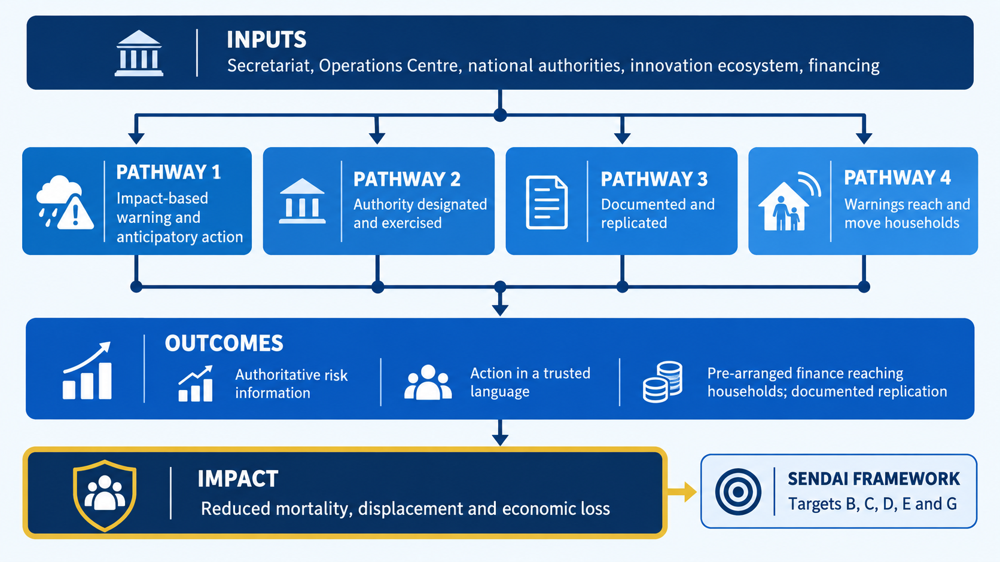 INPUTS
Secretariat, Operations Centre, national authorities, innovation ecosystem, financing
PATHWAY 1
Impact-based
warning and
anticipatory action
PATHWAY 2
Authority designated
and exercised
PATHWAY 3
Documented and
replicated
PATHWAY 4
Warnings reach and
move households
OUTCOMES
Authoritative risk
information
Action in a trusted
language
Pre-arranged finance reaching
households; documented replication
IMPACT
Reduced mortality, displacement and economic loss
SENDAI FRAMEWORK
Targets B, C, D, E and G